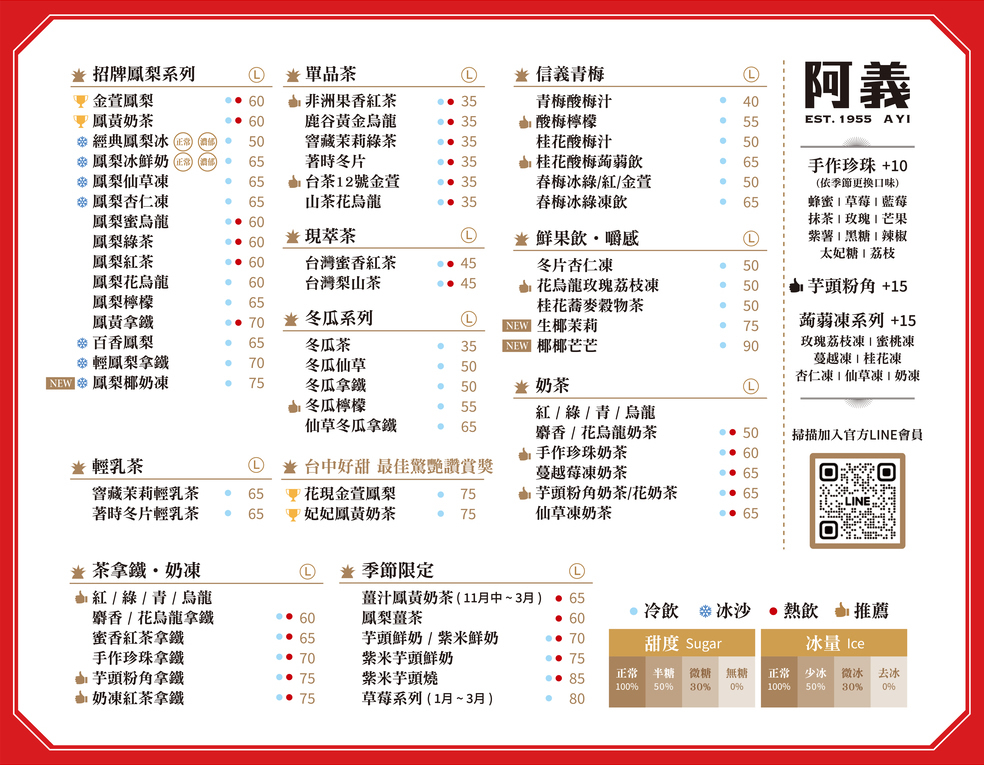 招牌鳳梨系列 L
金萱鳳梨 60
鳳黃奶茶 60
經典鳳梨冰 正常 濃郁 50
鳳梨冰鮮奶 正常 濃郁 65
鳳梨仙草凍 65
鳳梨杏仁凍 65
鳳梨蜜烏龍 60
鳳梨綠茶 60
鳳梨紅茶 60
鳳梨花烏龍 60
鳳梨檸檬 65
鳳黃拿鐵 70
百香鳳梨 65
輕鳳梨拿鐵 70
NEW 鳳梨椰奶凍 75
輕乳茶 L
窨藏茉莉輕乳茶 65
著時冬片輕乳茶 65
單品茶 L
非洲果香紅茶 35
鹿谷黃金烏龍 35
窨藏茉莉綠茶 35
著時冬片 35
台茶12號金萱 35
山茶花烏龍 35
現萃茶 L
台灣蜜香紅茶 45
台灣梨山茶 45
冬瓜系列 L
冬瓜茶 35
冬瓜仙草 50
冬瓜拿鐵 50
冬瓜檸檬 55
仙草冬瓜拿鐵 65
台中好甜 最佳驚艷讚賞獎
花現金萱鳳梨 75
妃妃鳳黃奶茶 75
信義青梅 L
青梅酸梅汁 40
酸梅檸檬 55
桂花酸梅汁 50
桂花酸梅蒟蒻飲 65
春梅冰綠/紅/金萱 50
春梅冰綠凍飲 65
鮮果飲・嚼感 L
冬片杏仁凍 50
花烏龍玫瑰荔枝凍 50
桂花蕎麥穀物茶 50
NEW 生椰茉莉 75
NEW 椰椰芒芒 90
奶茶 L
紅 / 綠 / 青 / 烏龍
麝香 / 花烏龍奶茶 50
手作珍珠奶茶 60
蔓越莓凍奶茶 65
芋頭粉角奶茶/花奶茶 65
仙草凍奶茶 65
茶拿鐵・奶凍 L
紅 / 綠 / 青 / 烏龍
麝香 / 花烏龍拿鐵 60
蜜香紅茶拿鐵 65
手作珍珠拿鐵 70
芋頭粉角拿鐵 75
奶凍紅茶拿鐵 75
季節限定 L
薑汁鳳黃奶茶 ( 11月中 ~ 3月 ) 65
鳳梨薑茶 60
芋頭鮮奶 / 紫米鮮奶 70
紫米芋頭鮮奶 75
紫米芋頭燒 85
草莓系列 ( 1月 ~ 3月 ) 80
阿義
EST. 1955 AYI
手作珍珠 +10
(依季節更換口味)
蜂蜜 | 草莓 | 藍莓
抹茶 | 玫瑰 | 芒果
紫薯 | 黑糖 | 辣椒
太妃糖 | 荔枝
芋頭粉角 +15
蒟蒻凍系列 +15
玫瑰荔枝凍 | 蜜桃凍
蔓越凍 | 桂花凍
杏仁凍 | 仙草凍 | 奶凍
掃描加入官方LINE會員
LINE
冷飲 冰沙 熱飲 推薦
甜度 Sugar
正常 半糖 微糖 無糖
100% 50% 30% 0%
冰量 Ice
正常 少冰 微冰 去冰
100% 50% 30% 0%